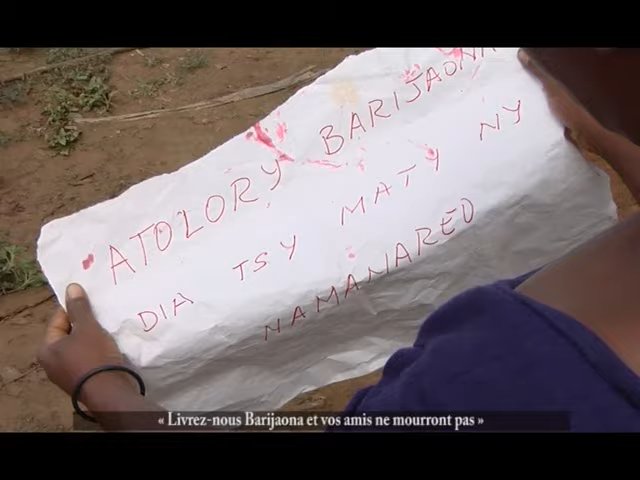 ATOLORY BARIJAONA
DIA TSY MATY NY
NAMANAREO
« Livrez-nous Barijaona et vos amis ne mourront pas »